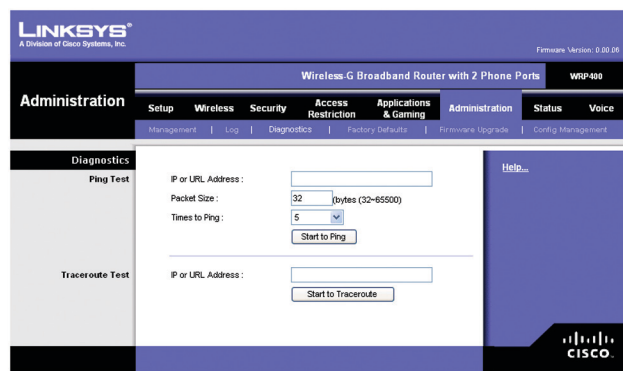 LINKSYS®
A Division of Cisco Systems, Inc.
Firmware Version: 0.00.06
Wireless-G Broadband Router with 2 Phone Ports WRP400
Administration
Setup Wireless Security Access Restriction Applications & Gaming Administration Status Voice
Management | Log | Diagnostics | Factory Defaults | Firmware Upgrade | Config Management
Diagnostics
Help...
Ping Test
IP or URL Address :
Packet Size : 32 (bytes (32~65500)
Times to Ping : 5
Start to Ping
Traceroute Test
IP or URL Address :
Start to Traceroute
CISCO.